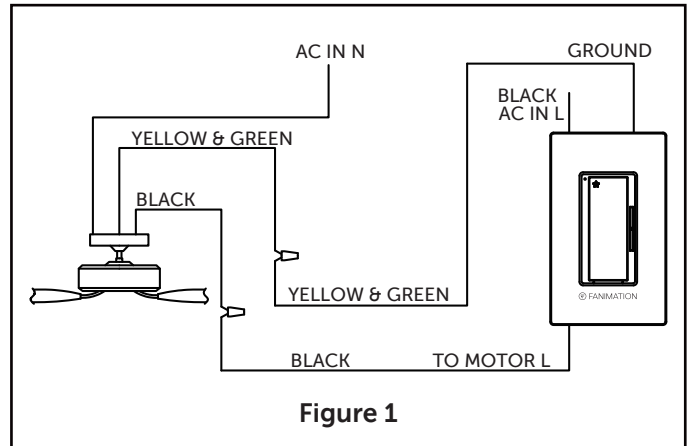 AC IN N
GROUND
BLACK
AC IN L
YELLOW & GREEN
BLACK
FANIMATION
YELLOW & GREEN
BLACK
TO MOTOR L
Figure 1